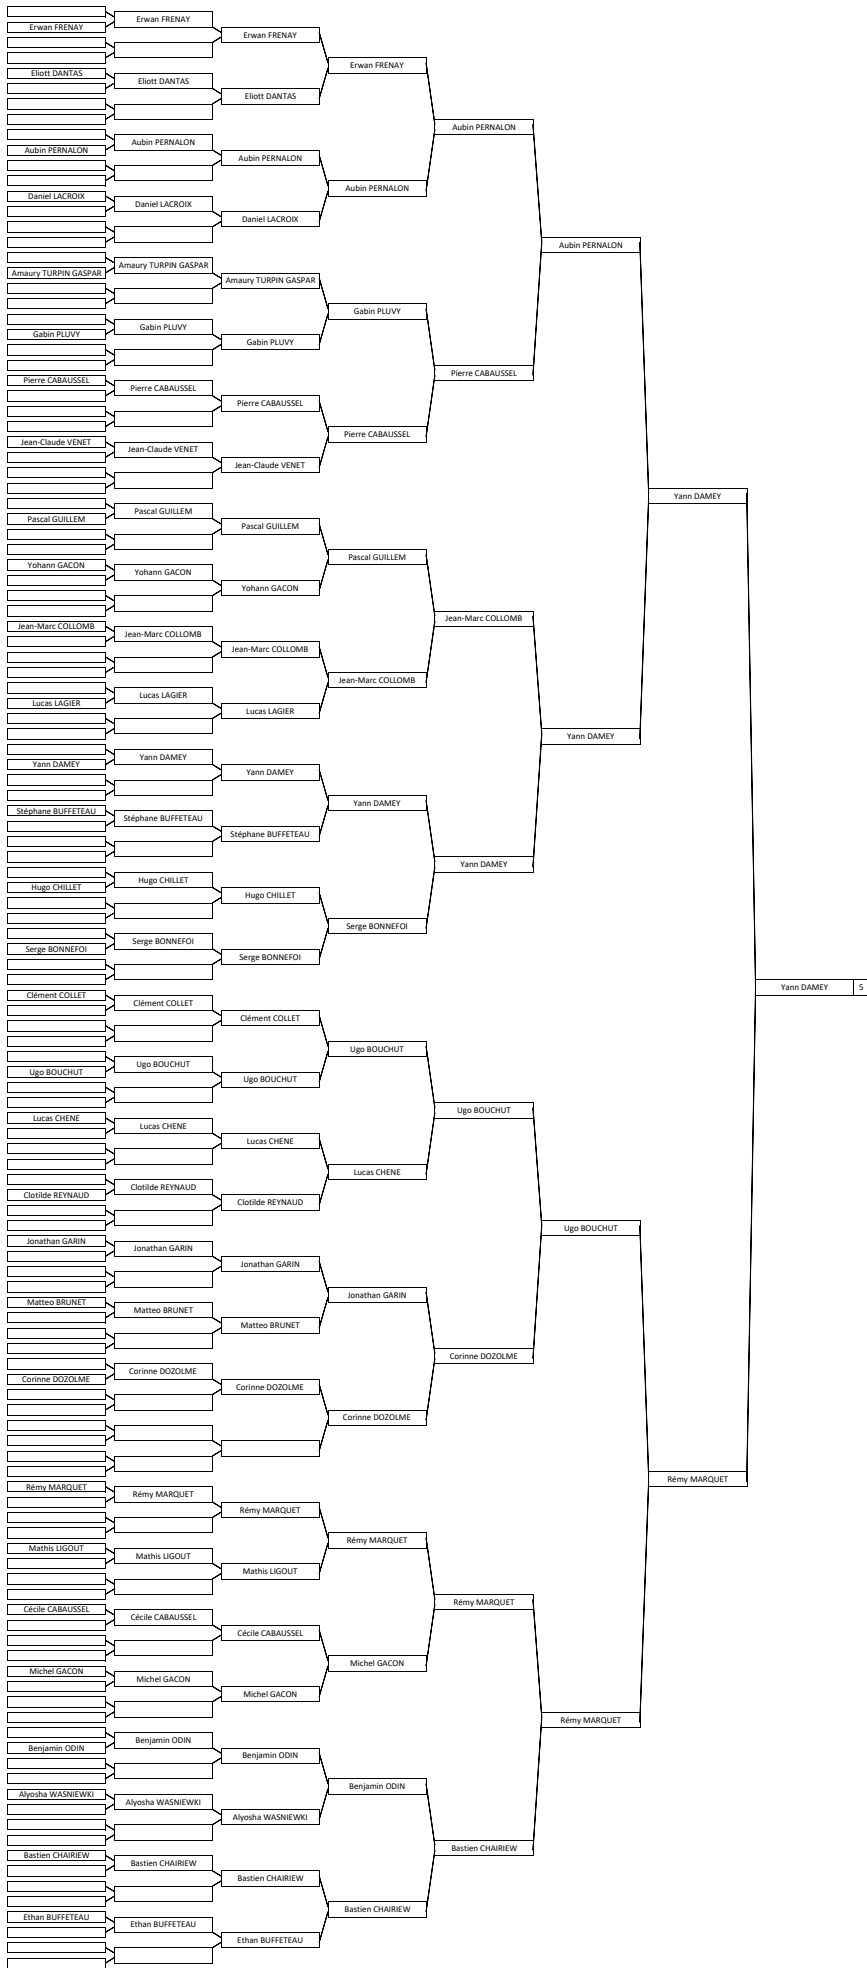 Erwan FRENAY
Eliott DANTAS
Aubin PERNALON
Daniel LACROIX
Amaury TURPIN GASPAR
Gabin PLUVY
Pierre CABAUSSEL
Jean-Claude VENET
Pascal GUILLEM
Yohann GACON
Jean-Marc COLLOMB
Lucas LAGIER
Yann DAMEY
Stéphane BUFFETEAU
Hugo CHILLET
Serge BONNEFOI
Clément COLLET
Ugo BOUCHUT
Lucas CHENE
Clotilde REYNAUD
Jonathan GARIN
Matteo BRUNET
Corinne DOZOLME
Rémy MARQUET
Mathis LIGOUT
Cécile CABAUSSEL
Michel GACON
Benjamin ODIN
Alyosha WASNIEWKI
Bastien CHAIRIEW
Ethan BUFFETEAU
Erwan FRENAY
Eliott DANTAS
Aubin PERNALON
Daniel LACROIX
Amaury TURPIN GASPAR
Gabin PLUVY
Pierre CABAUSSEL
Jean-Claude VENET
Pascal GUILLEM
Yohann GACON
Jean-Marc COLLOMB
Lucas LAGIER
Yann DAMEY
Stéphane BUFFETEAU
Hugo CHILLET
Serge BONNEFOI
Clément COLLET
Ugo BOUCHUT
Lucas CHENE
Clotilde REYNAUD
Jonathan GARIN
Matteo BRUNET
Corinne DOZOLME
Rémy MARQUET
Mathis LIGOUT
Cécile CABAUSSEL
Michel GACON
Benjamin ODIN
Alyosha WASNIEWKI
Bastien CHAIRIEW
Ethan BUFFETEAU
Erwan FRENAY
Eliott DANTAS
Aubin PERNALON
Daniel LACROIX
Amaury TURPIN GASPAR
Gabin PLUVY
Pierre CABAUSSEL
Jean-Claude VENET
Pascal GUILLEM
Yohann GACON
Jean-Marc COLLOMB
Lucas LAGIER
Yann DAMEY
Stéphane BUFFETEAU
Hugo CHILLET
Serge BONNEFOI
Clément COLLET
Ugo BOUCHUT
Lucas CHENE
Clotilde REYNAUD
Jonathan GARIN
Matteo BRUNET
Corinne DOZOLME
Rémy MARQUET
Mathis LIGOUT
Cécile CABAUSSEL
Michel GACON
Benjamin ODIN
Alyosha WASNIEWKI
Bastien CHAIRIEW
Ethan BUFFETEAU
Erwan FRENAY
Aubin PERNALON
Gabin PLUVY
Pierre CABAUSSEL
Pascal GUILLEM
Jean-Marc COLLOMB
Yann DAMEY
Serge BONNEFOI
Ugo BOUCHUT
Lucas CHENE
Jonathan GARIN
Corinne DOZOLME
Rémy MARQUET
Michel GACON
Benjamin ODIN
Bastien CHAIRIEW
Aubin PERNALON
Pierre CABAUSSEL
Jean-Marc COLLOMB
Yann DAMEY
Ugo BOUCHUT
Corinne DOZOLME
Rémy MARQUET
Bastien CHAIRIEW
Aubin PERNALON
Yann DAMEY
Ugo BOUCHUT
Rémy MARQUET
Yann DAMEY
Rémy MARQUET
Yann DAMEY 5